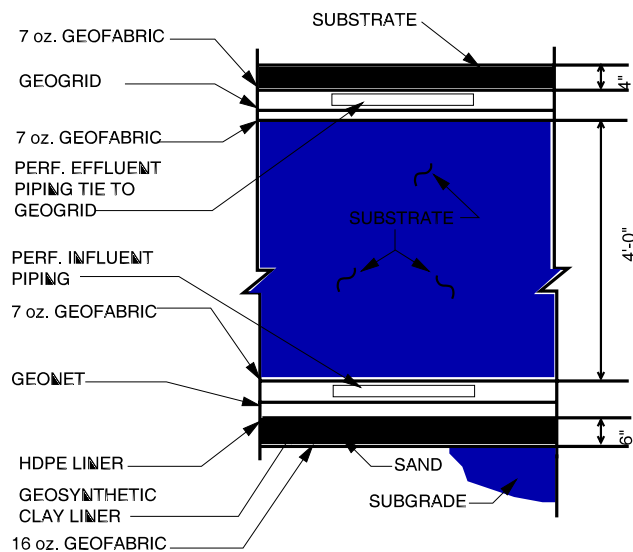 SUBSTRATE
7 oz. GEOFABRIC
GEOGRID
4"
7 oz. GEOFABRIC
PERF. EFFLUENT
PIPING TIE TO
GEOGRID
SUBSTRATE
4'-0"
PERF. INFLUENT
PIPING
7 oz. GEOFABRIC
GEONET
6"
HDPE LINER
SAND
GEOSYNTHETIC
CLAY LINER
SUBGRADE
16 oz. GEOFABRIC